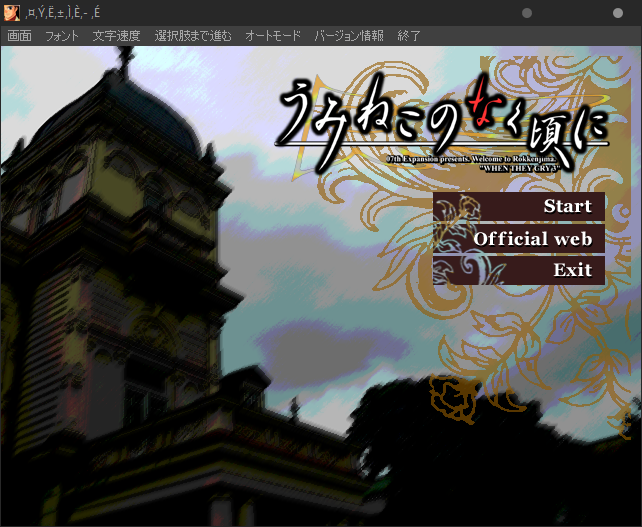 ‚¤‚Ý‚Ë‚±‚Ì‚È‚­ ‚É
画面 フォント 文字速度 選択肢まで進む オートモード バージョン情報 終了
うみねこのなく頃に
07th Expansion presents. Welcome to Rokkenjima.
"WHEN THEY CRY 3"
Start
Official web
Exit